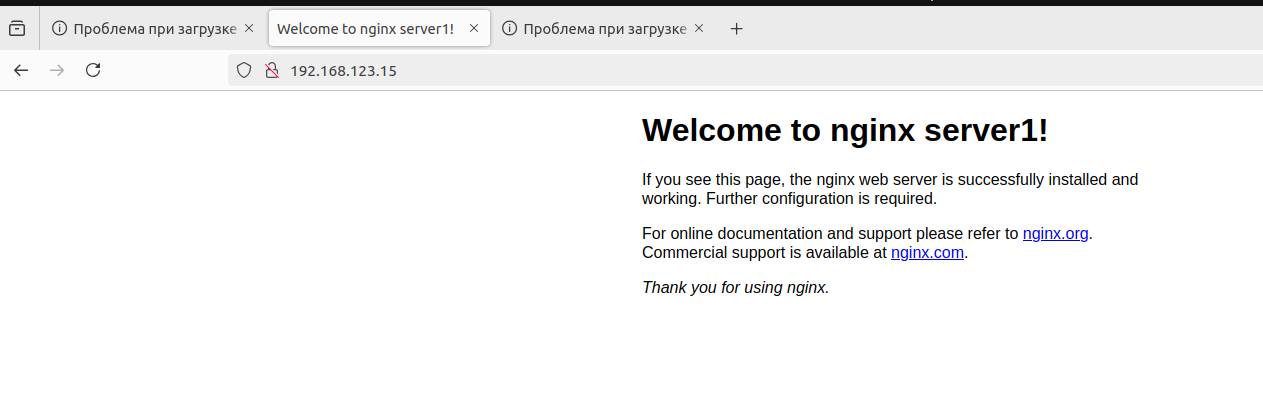 Проблема при загрузке
Welcome to nginx server1!
Проблема при загрузке
192.168.123.15
Welcome to nginx server1!
If you see this page, the nginx web server is successfully installed and
working. Further configuration is required.
For online documentation and support please refer to nginx.org.
Commercial support is available at nginx.com.
Thank you for using nginx.